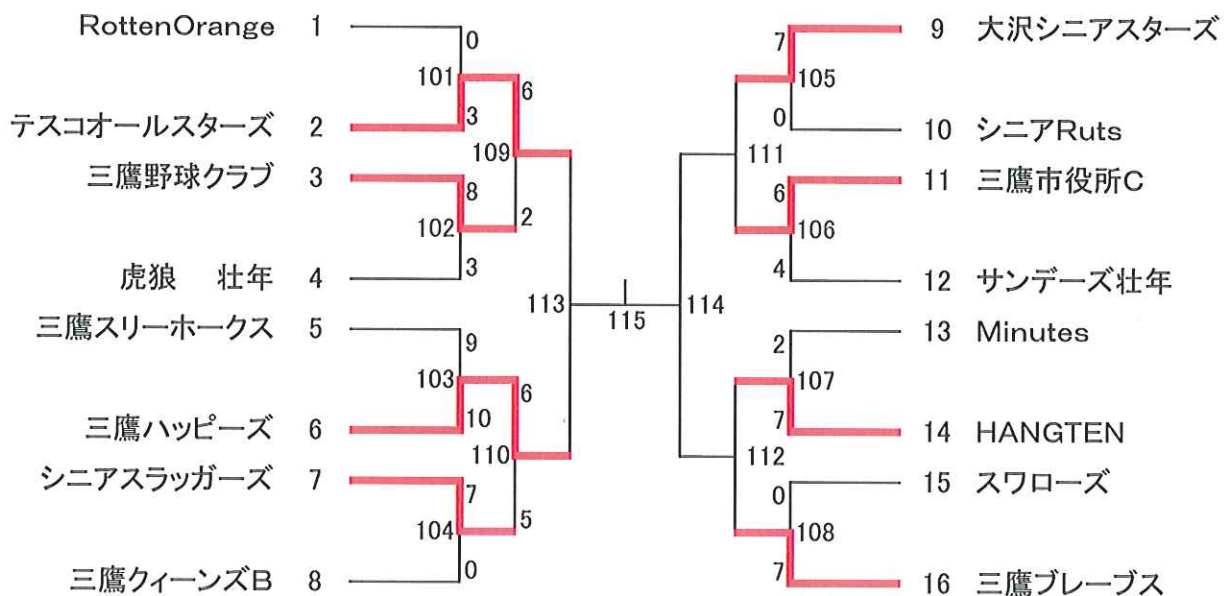 RottenOrange 1
0
101
3
6
テスコオールスターズ 2
109
三鷹野球クラブ 3
8
102
2
3
虎狼 壮年 4
113
三鷹スリーホークス 5
9
103
6
10
三鷹ハッピーズ 6
110
シニアスラッガーズ 7
7
104
5
0
三鷹クィーンズB 8
115
7
9 大沢シニアスターズ
105
0
10 シニアRuts
111
6
11 三鷹市役所C
106
4
12 サンデーズ壮年
114
2
13 Minutes
107
7
14 HANGTEN
112
0
15 スワローズ
108
7
16 三鷹ブレーブス